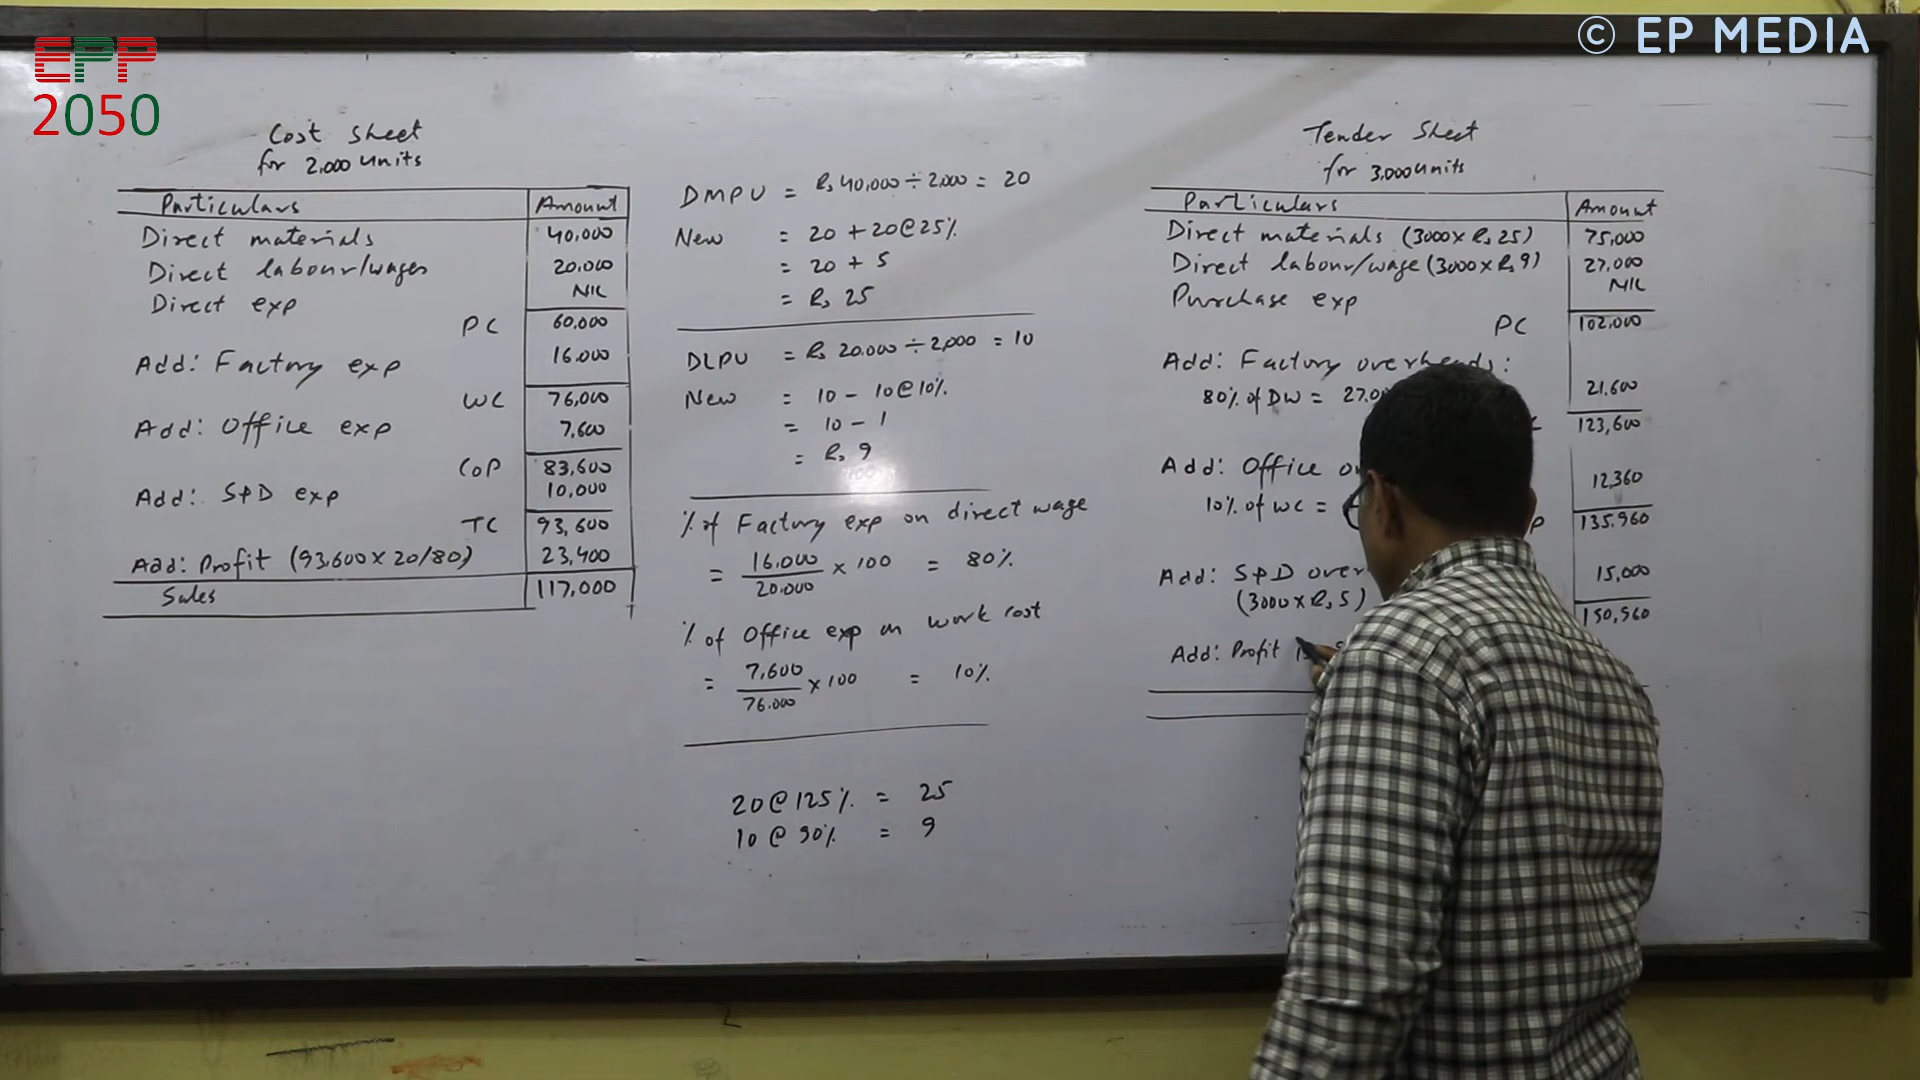 EPP
2050
© EP MEDIA
Cost Sheet
for 2,000 units
Particulars Amount
Direct materials 40,000
Direct labour/wages 20,000
Direct exp NIL
PC 60,000
Add: Factory exp 16,000
WC 76,000
Add: Office exp 7,600
COP 83,600
Add: S&D exp 10,000
TC 93,600
Add: Profit (93,600 x 20/80) 23,400
Sales 117,000
DMPU = Rs 40,000 ÷ 2,000 = 20
New = 20 + 20@25%
= 20 + 5
= Rs 25
DLPU = Rs 20,000 ÷ 2,000 = 10
New = 10 - 10@10%
= 10 - 1
= Rs 9
% of Factory exp on direct wage
= 16,000 / 20,000 x 100 = 80%
% of Office exp on work cost
= 7,600 / 76,000 x 100 = 10%
20@125% = 25
10@90% = 9
Tender Sheet
for 3,000 units
Particulars Amount
Direct materials (3000 x Rs 25) 75,000
Direct labour/wage (3000 x Rs 9) 27,000
Purchase exp NIL
PC 102,000
Add: Factory overheads:
80% of DW = 27,0 21,600
123,600
Add: Office
10% of WC = 12,360
P 135,960
Add: S&D over 15,000
(3000 x Rs 5)
150,960
Add: Profit